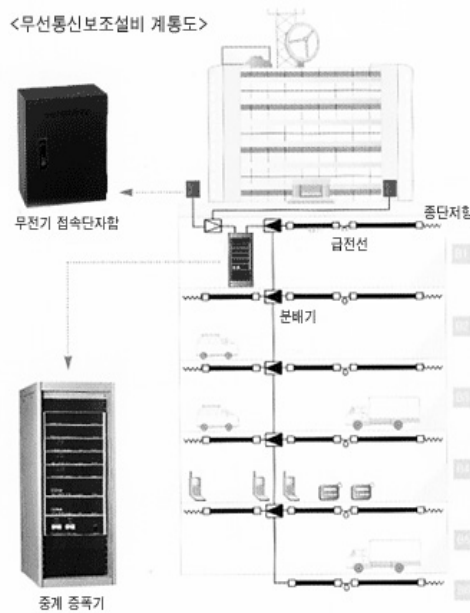 <무선통신보조설비 계통도>
무전기 접속단자함
종단저항
급전선
분배기
중계 증폭기